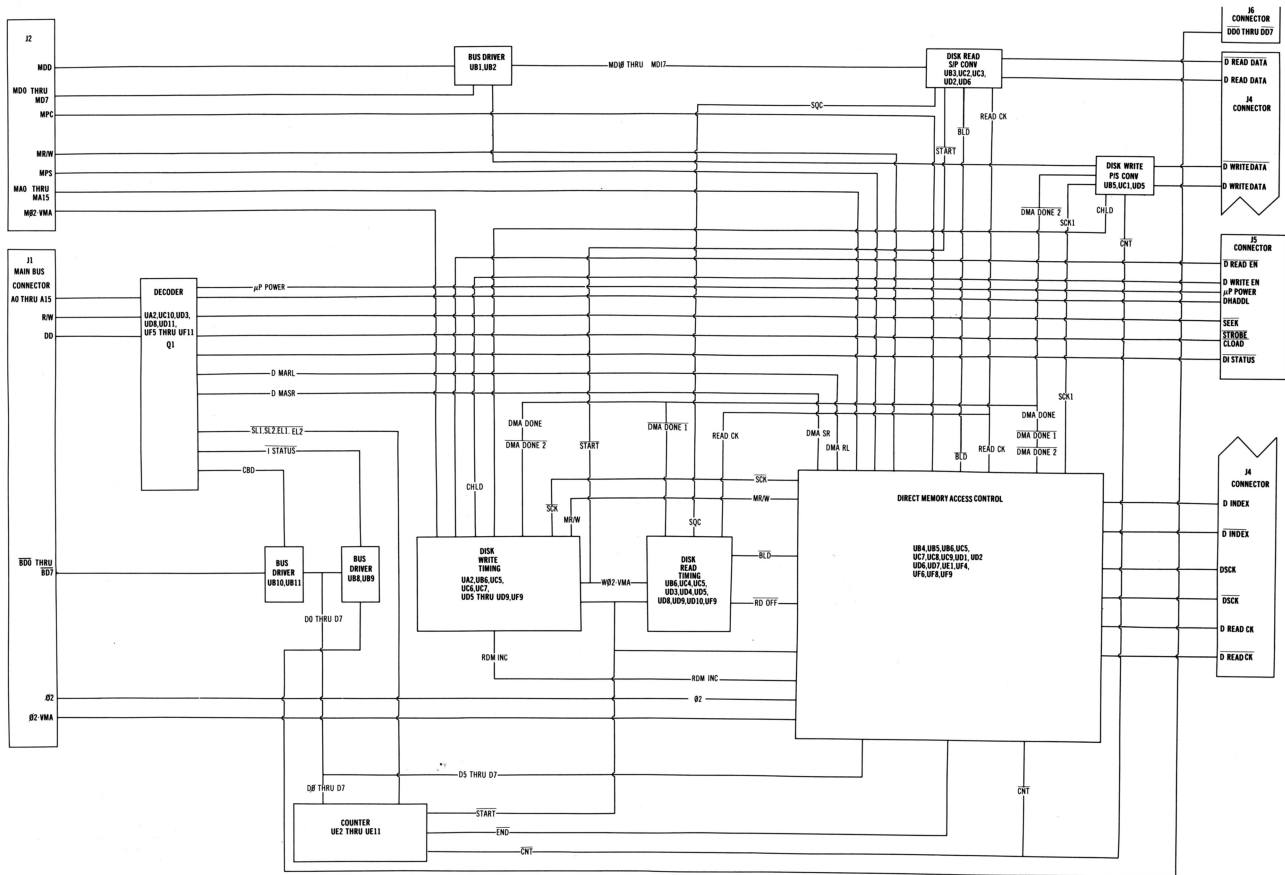 J2
MDD
MD0 THRU
MD7
MPC
MR/W
MPS
MA0 THRU
MA15
MØ2·VMA
BUS DRIVER
UB1,UB2
MDIØ THRU MDI7
DISK READ
S/P CONV
UB3,UC2,UC3,
UD2,UD6
SQC
START
BLD
READ CK
DISK WRITE
P/S CONV
UB5,UC1,UD5
DMA DONE 2
SCK1
CHLD
CNT
J6
CONNECTOR
DD0 THRU DD7
D READ DATA
D READ DATA
J4
CONNECTOR
D WRITE DATA
D WRITE DATA
J5
CONNECTOR
D READ EN
D WRITE EN
µP POWER
DHADDL
SEEK
STROBE
CLOAD
DI STATUS
J1
MAIN BUS
CONNECTOR
A0 THRU A15
R/W
DD
BD0 THRU
BD7
Ø2
Ø2·VMA
DECODER
UA2,UC10,UD3,
UD8,UD11,
UF5 THRU UF11
Q1
µP POWER
D MARL
D MASR
SL1,SL2,EL1, EL2
I STATUS
CBD
BUS
DRIVER
UB10,UB11
BUS
DRIVER
UB8,UB9
D0 THRU D7
CHLD
DMA DONE
DMA DONE 2
SCK
MR/W
START
DMA DONE 1
READ CK
SQC
DMA SR
DMA RL
BLD
READ CK
DMA DONE
DMA DONE 1
DMA DONE 2
SCK1
SCK
MR/W
DISK
WRITE
TIMING
UA2,UB6,UC5,
UC6,UC7,
UD5 THRU UD9,UF9
WØ2·VMA
DISK
READ
TIMING
UB6,UC4,UC5,
UD3,UD4,UD5,
UD8,UD9,UD10,UF9
BLD
RD OFF
RDM INC
RDM INC
Ø2
DIRECT MEMORY ACCESS CONTROL
UB4,UB5,UB6,UC5,
UC7,UC8,UC9,UD1,UD2
UD6,UD7,UE1,UF4,
UF6,UF8,UF9
J4
CONNECTOR
D INDEX
D INDEX
DSCK
DSCK
D READ CK
D READ CK
D5 THRU D7
DØ THRU D7
COUNTER
UE2 THRU UE11
START
END
CNT
CNT